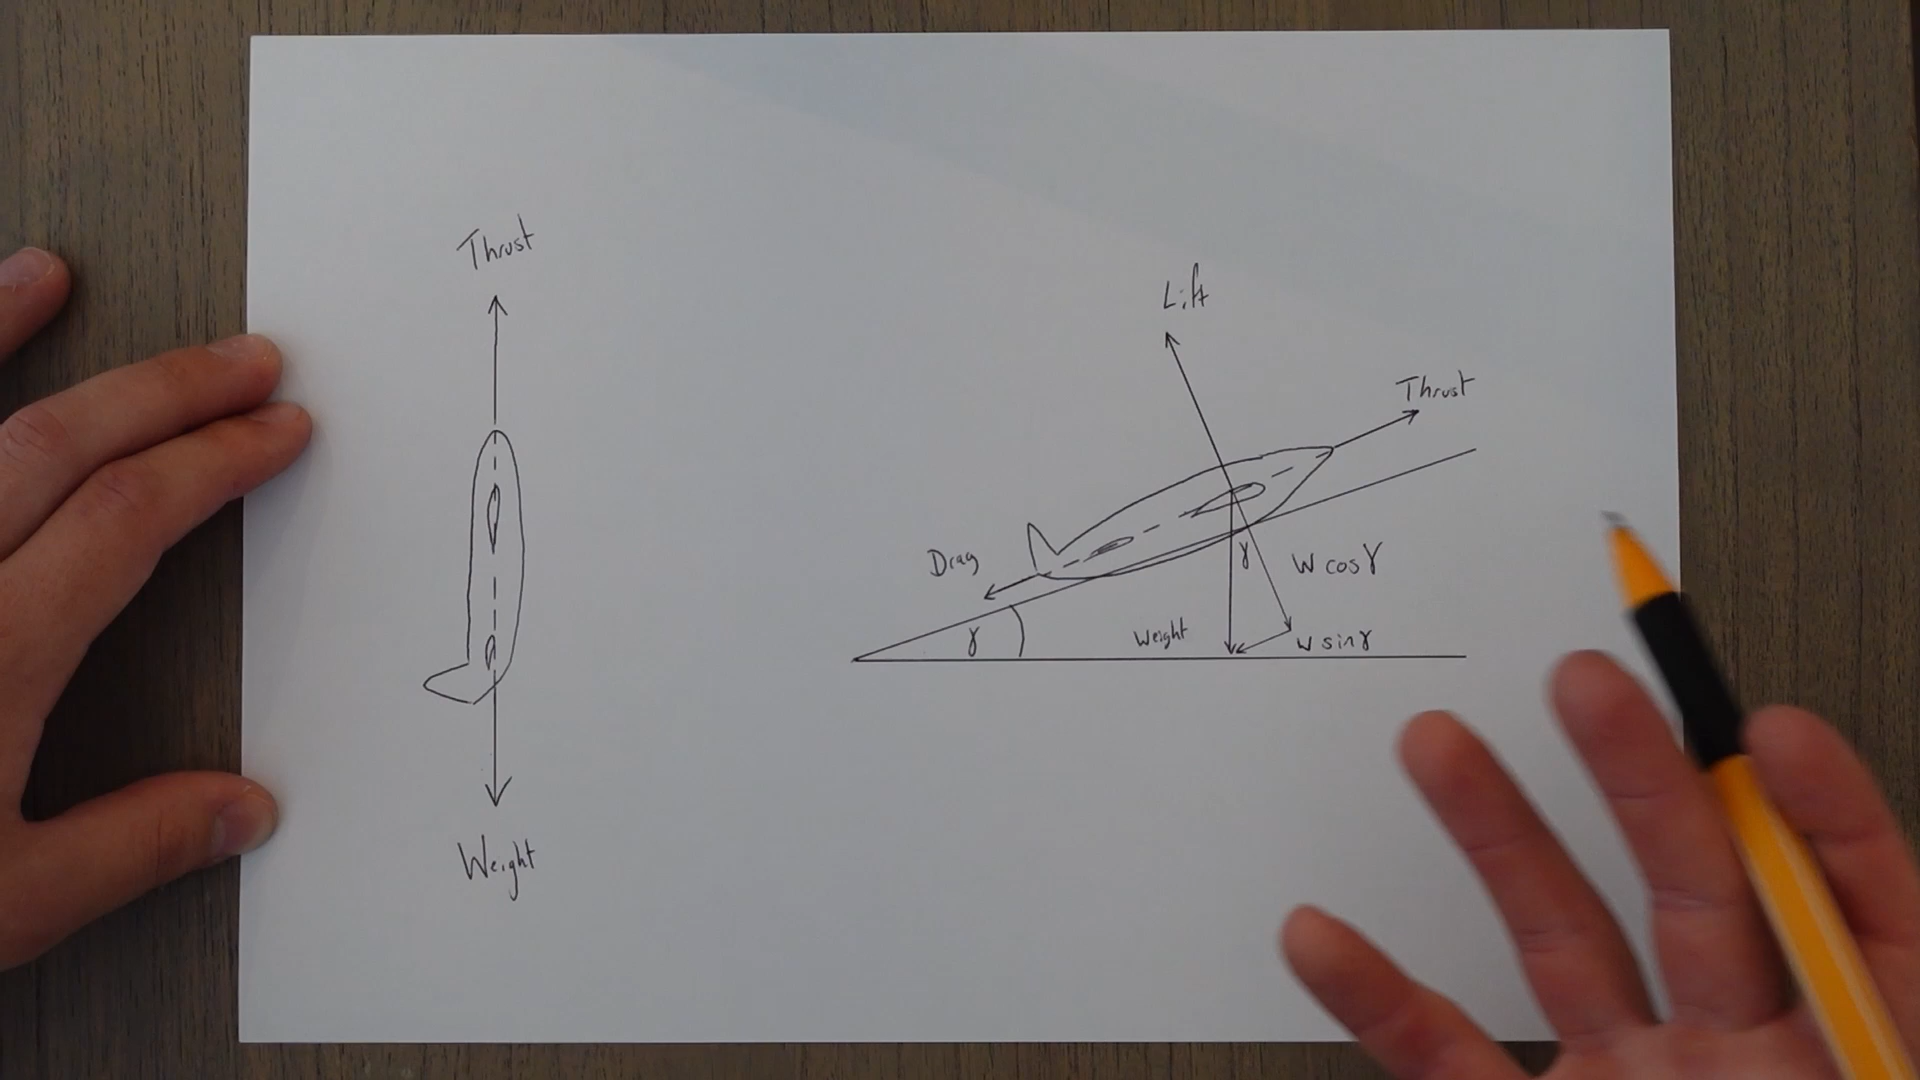 Thrust
Weight
Lift
Thrust
Drag
γ
W cos γ
γ
Weight
W sin γ